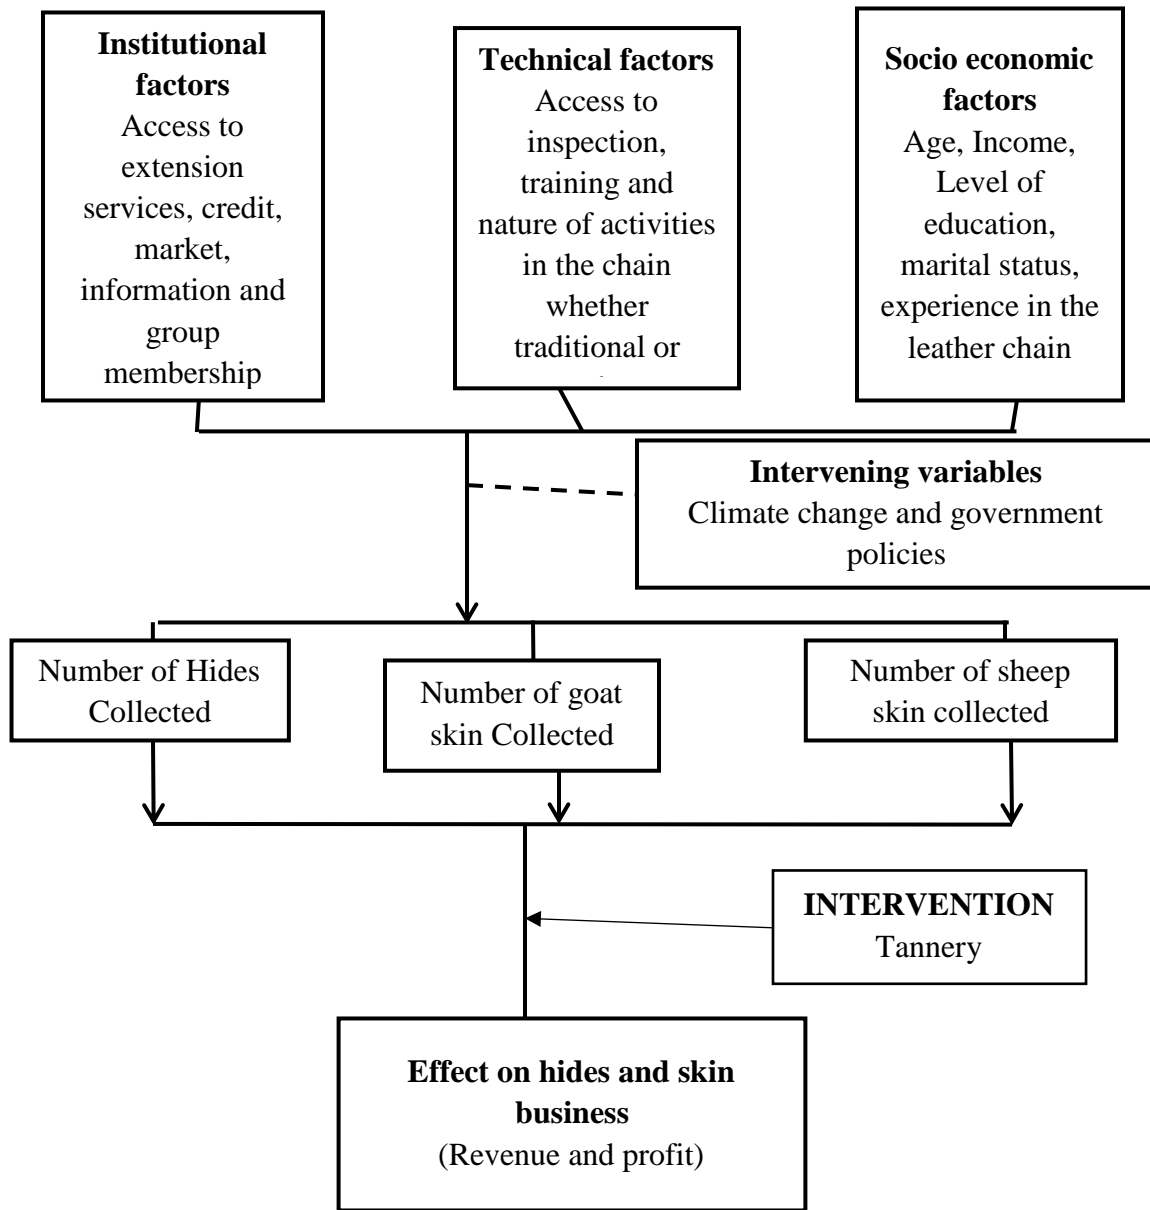 Institutional
factors
Access to
extension
services, credit,
market,
information and
group
membership
Technical factors
Access to
inspection,
training and
nature of activities
in the chain
whether
traditional or
Socio economic
factors
Age, Income,
Level of
education,
marital status,
experience in the
leather chain
Intervening variables
Climate change and government
policies
Number of Hides
Collected
Number of goat
skin Collected
Number of sheep
skin collected
INTERVENTION
Tannery
Effect on hides and skin
business
(Revenue and profit)